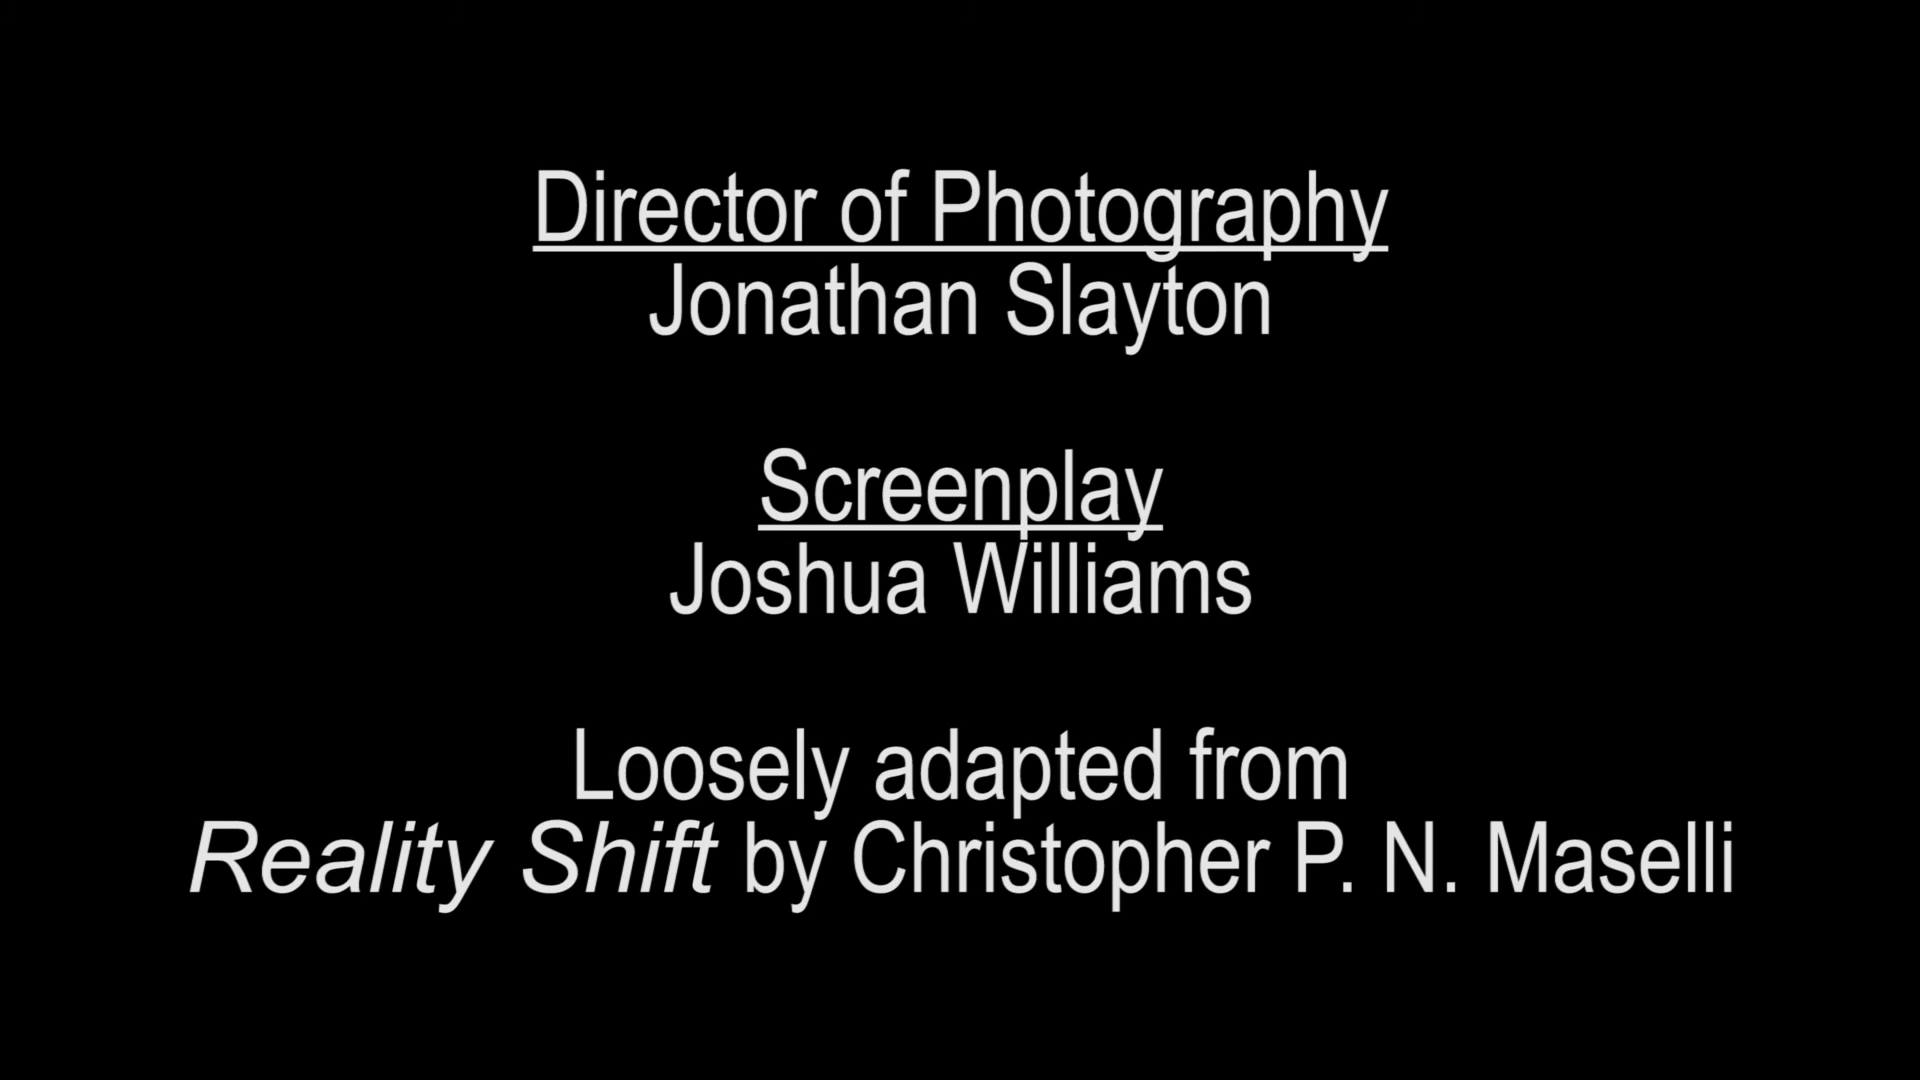 Director of Photography
Jonathan Slayton
Screenplay
Joshua Williams
Loosely adapted from
Reality Shift by Christopher P. N. Maselli